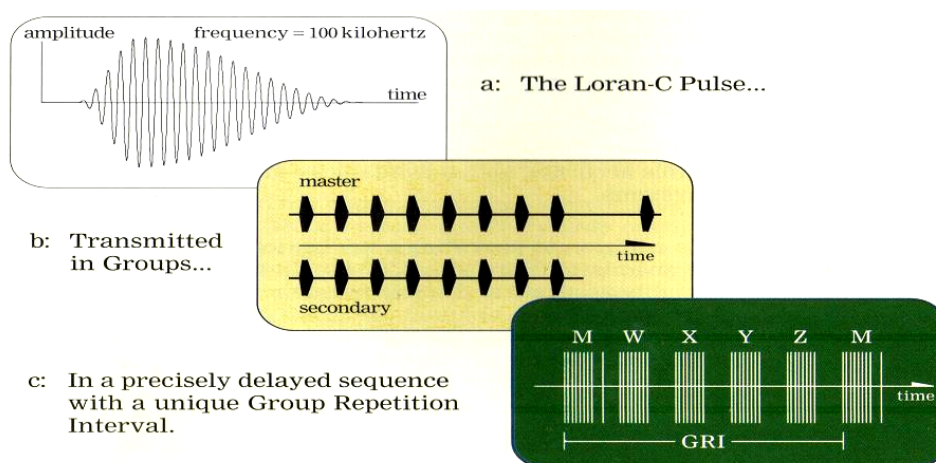 amplitude
frequency = 100 kilohertz
time
a: The Loran-C Pulse...
master
time
secondary
b: Transmitted
in Groups...
M W X Y Z M
time
GRI
c: In a precisely delayed sequence
with a unique Group Repetition
Interval.